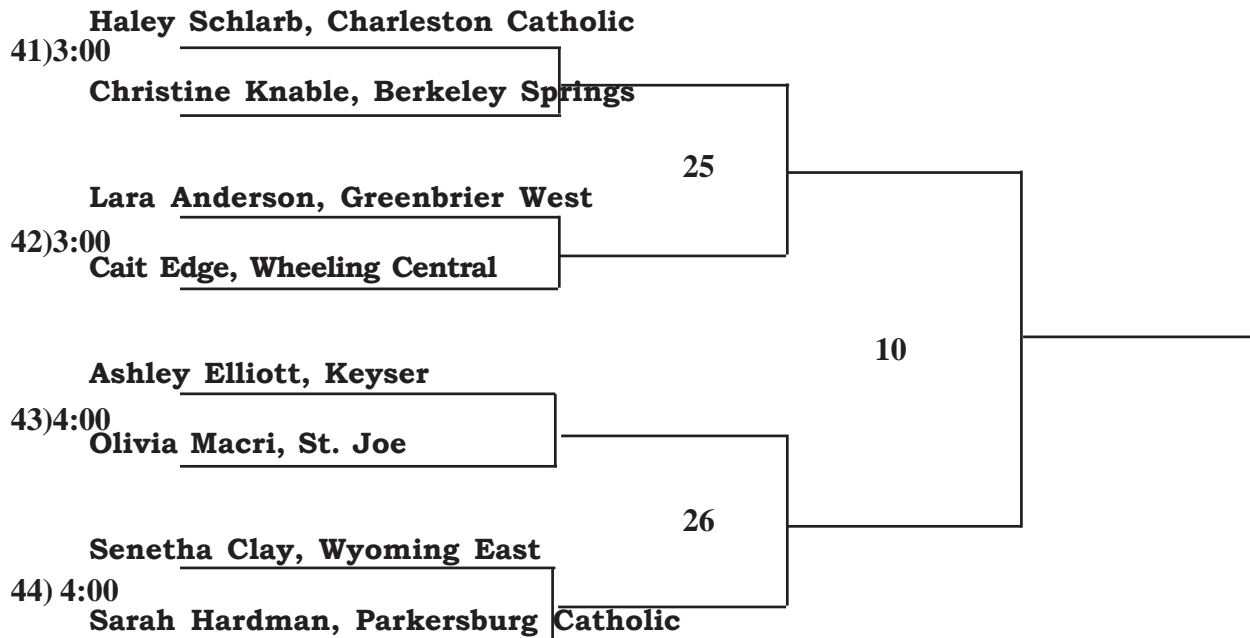 Haley Schlarb, Charleston Catholic
41)3:00
Christine Knable, Berkeley Springs
25
Lara Anderson, Greenbrier West
42)3:00
Cait Edge, Wheeling Central
10
Ashley Elliott, Keyser
43)4:00
Olivia Macri, St. Joe
26
Senetha Clay, Wyoming East
44) 4:00
Sarah Hardman, Parkersburg Catholic